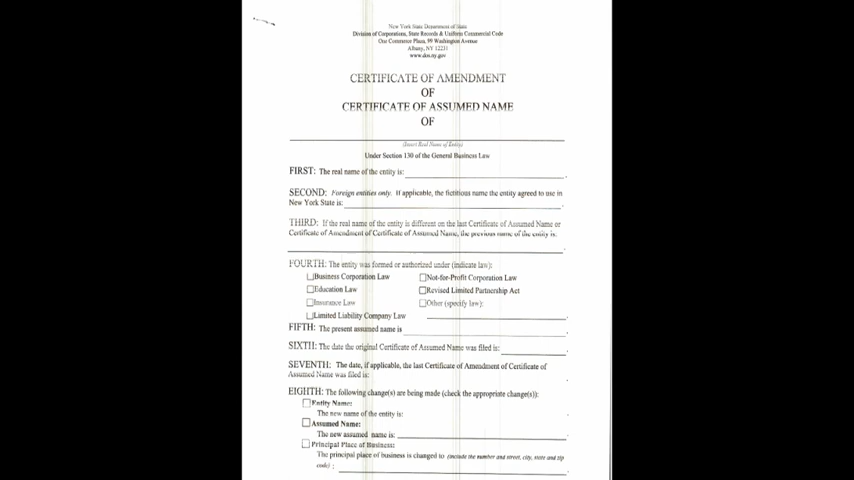 New York State Department of State
Division of Corporations, State Records & Uniform Commercial Code
One Commerce Plaza, 99 Washington Avenue
Albany, NY 12231
www.dos.ny.gov
CERTIFICATE OF AMENDMENT
OF
CERTIFICATE OF ASSUMED NAME
OF
(Insert Real Name of Entity)
Under Section 130 of the General Business Law
FIRST: The real name of the entity is:
SECOND: Foreign entities only. If applicable, the fictitious name the entity agreed to use in
New York State is:
THIRD: If the real name of the entity is different on the last Certificate of Assumed Name or
Certificate of Amendment of Certificate of Assumed Name, the previous name of the entity is.
FOURTH: The entity was formed or authorized under (indicate law):
Business Corporation Law Not-for-Profit Corporation Law
Education Law Revised Limited Partnership Act
Insurance Law Other (specify law):
Limited Liability Company Law
FIFTH: The present assumed name is
SIXTH: The date the original Certificate of Assumed Name was filed is:
SEVENTH: The date, if applicable, the last Certificate of Amendment of Certificate of
Assumed Name was filed is:
EIGHTH: The following change(s) are being made (check the appropriate change(s)):
Entity Name:
The new name of the entity is:
Assumed Name:
The new assumed name is:
Principal Place of Business:
The principal place of business is changed to (include the number and street, city, state and zip
code) :